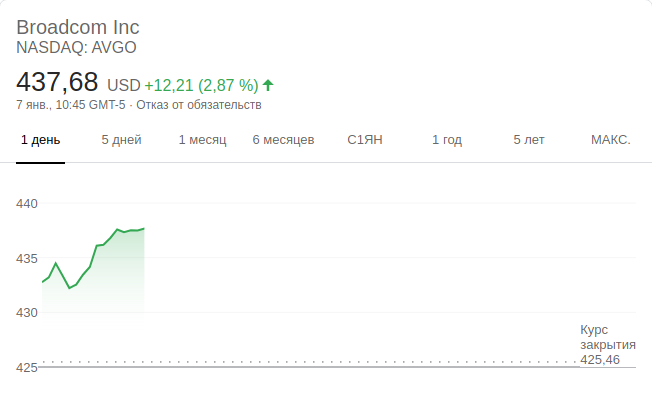 Broadcom Inc
NASDAQ: AVGO
437,68 USD +12,21 (2,87 %)
7 янв., 10:45 GMT-5 · Отказ от обязательств
1 день 5 дней 1 месяц 6 месяцев С1ЯН 1 год 5 лет МАКС.
440
435
430
Курс
закрытия
425,46
425